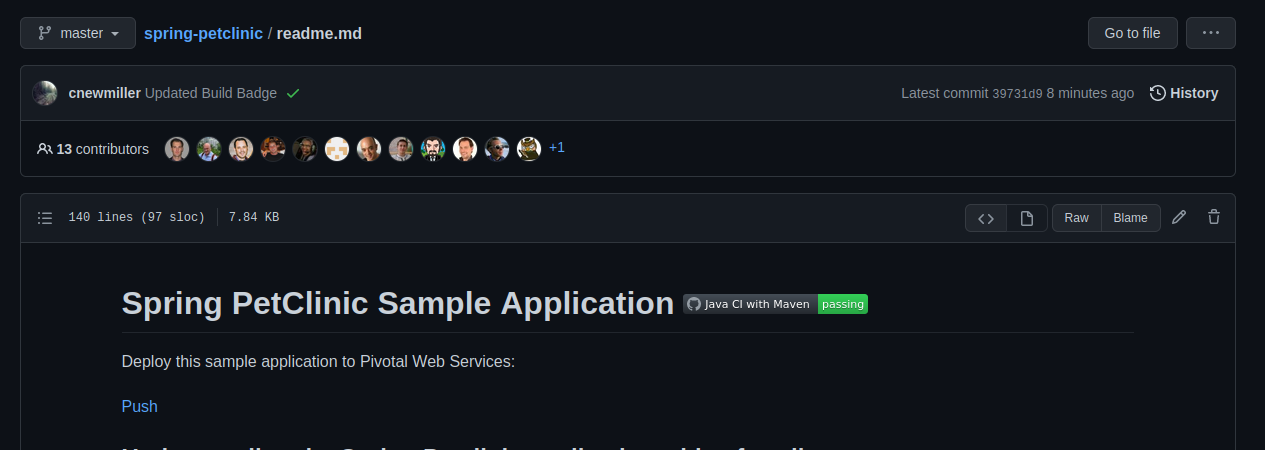 master spring-petclinic / readme.md Go to file ...
cnewmiller Updated Build Badge Latest commit 39731d9 8 minutes ago History
13 contributors +1
140 lines (97 sloc) 7.84 KB <> Raw Blame
Spring PetClinic Sample Application Java CI with Maven passing
Deploy this sample application to Pivotal Web Services:
Push